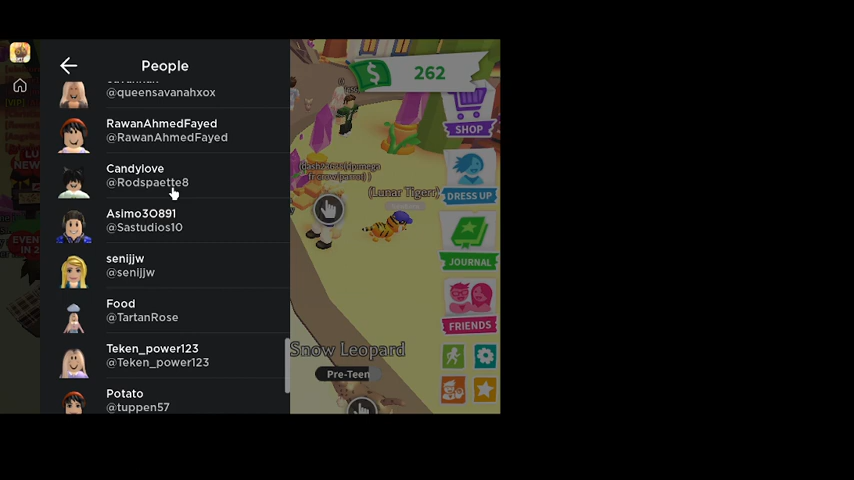 People
@queensavanahxox
RawanAhmedFayed
@RawanAhmedFayed
Candylove
@Rodspaette8
Asimo3O891
@Sastudios10
senijjw
@senijjw
Food
@TartanRose
Teken_power123
@Teken_power123
Potato
@tuppen57
$ 262
SHOP
(Lunar Tiger)
DRESS UP
JOURNAL
FRIENDS
Snow Leopard
Pre-Teen